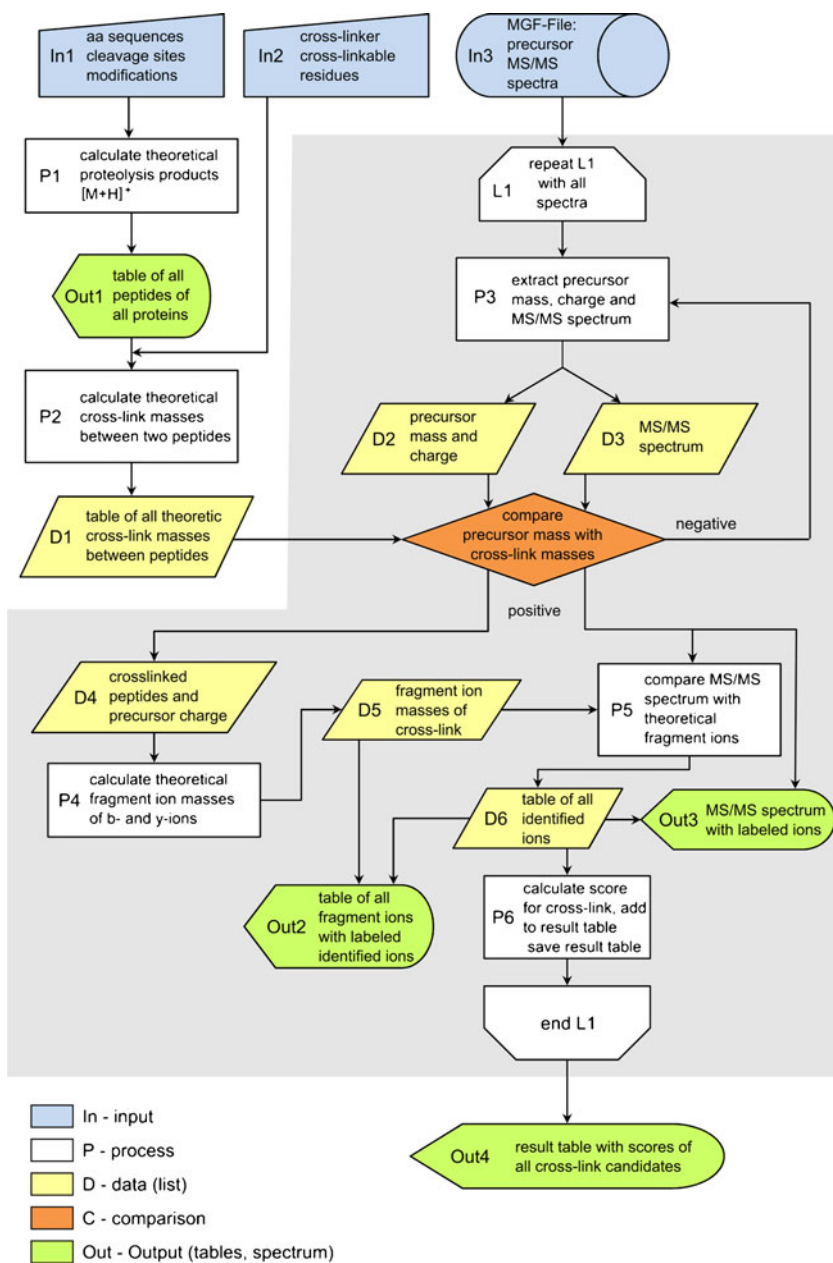 In1
aa sequences
cleavage sites
modifications
In2
cross-linker
cross-linkable
residues
In3
MGF-File:
precursor
MS/MS
spectra
P1
calculate theoretical
proteolysis products
[M+H]⁺
L1
repeat L1
with all
spectra
Out1
table of all
peptides of
all proteins
P3
extract precursor
mass, charge and
MS/MS spectrum
P2
calculate theoretical
cross-link masses
between two peptides
D2
precursor
mass and
charge
D3
MS/MS
spectrum
D1
table of all theoretic
cross-link masses
between peptides
compare
precursor mass with
cross-link masses
negative
positive
D4
crosslinked
peptides and
precursor charge
D5
fragment ion
masses of
cross-link
P5
compare MS/MS
spectrum with
theoretical
fragment ions
P4
calculate theoretical
fragment ion masses
of b- and y-ions
D6
table of all
identified
ions
Out3
MS/MS spectrum
with labeled ions
Out2
table of all
fragment ions
with labeled
identified ions
P6
calculate score
for cross-link, add
to result table
save result table
end L1
Out4
result table with scores of
all cross-link candidates
In - input
P - process
D - data (list)
C - comparison
Out - Output (tables, spectrum)